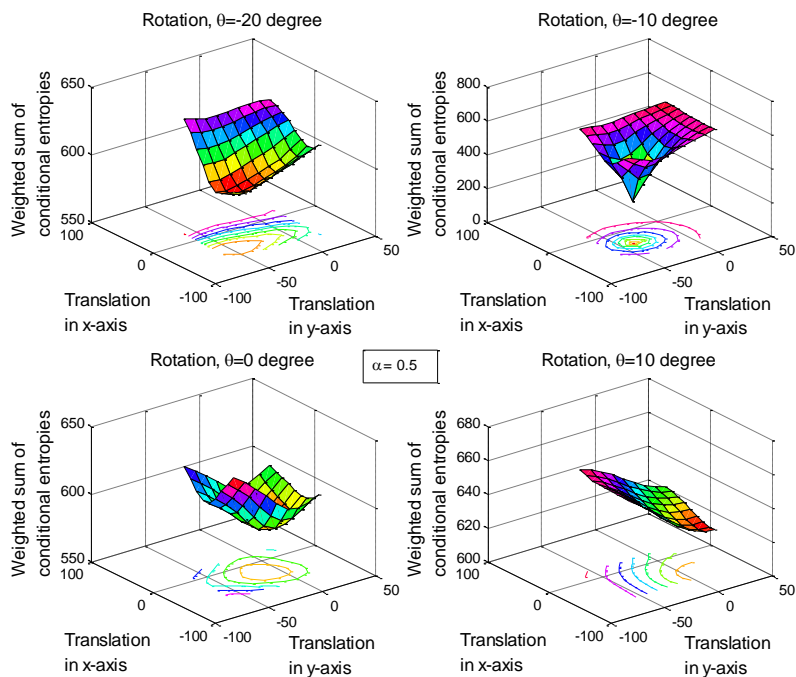 Rotation, θ=-20 degree
Weighted sum of
conditional entropies
650
600
550
100
0
-100
-100
-50
0
50
Translation
in x-axis
Translation
in y-axis
Rotation, θ=-10 degree
Weighted sum of
conditional entropies
800
600
400
200
0
100
0
-100
-100
-50
0
50
Translation
in x-axis
Translation
in y-axis
Rotation, θ=0 degree
Weighted sum of
conditional entropies
650
600
550
100
0
-100
-100
-50
0
50
Translation
in x-axis
Translation
in y-axis
α= 0.5
Rotation, θ=10 degree
Weighted sum of
conditional entropies
680
660
640
620
600
100
0
-100
-100
-50
0
50
Translation
in x-axis
Translation
in y-axis